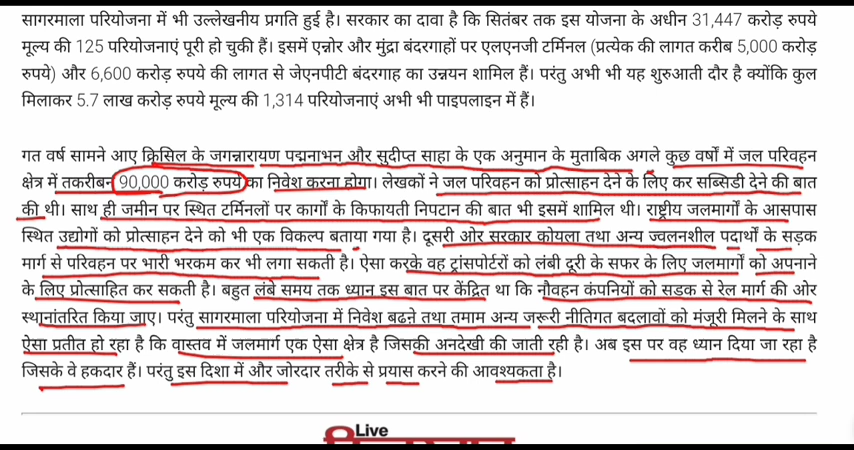 सागरमाला परियोजना में भी उल्लेखनीय प्रगति हुई है। सरकार का दावा है कि सितंबर तक इस योजना के अधीन 31,447 करोड़ रुपये
मूल्य की 125 परियोजनाएं पूरी हो चुकी हैं। इसमें एन्नोर और मुंद्रा बंदरगाहों पर एलएनजी टर्मिनल (प्रत्येक की लागत करीब 5,000 करोड़
रुपये) और 6,600 करोड़ रुपये की लागत से जेएनपीटी बंदरगाह का उन्नयन शामिल हैं। परंतु अभी भी यह शुरुआती दौर है क्योंकि कुल
मिलाकर 5.7 लाख करोड़ रुपये मूल्य की 1,314 परियोजनाएं अभी भी पाइपलाइन में हैं।
गत वर्ष सामने आए क्रिसिल के जगन्नारायण पद्मनाभन और सुदीप्त साहा के एक अनुमान के मुताबिक अगले कुछ वर्षों में जल परिवहन
क्षेत्र में तकरीबन 90,000 करोड़ रुपये का निवेश करना होगा। लेखकों ने जल परिवहन को प्रोत्साहन देने के लिए कर सब्सिडी देने की बात
की थी। साथ ही जमीन पर स्थित टर्मिनलों पर कार्गो के किफायती निपटान की बात भी इसमें शामिल थी। राष्ट्रीय जलमार्गों के आसपास
स्थित उद्योगों को प्रोत्साहन देने को भी एक विकल्प बताया गया है। दूसरी ओर सरकार कोयला तथा अन्य ज्वलनशील पदार्थों के सड़क
मार्ग से परिवहन पर भारी भरकम कर भी लगा सकती है। ऐसा करके वह ट्रांसपोर्टरों को लंबी दूरी के सफर के लिए जलमार्गों को अपनाने
के लिए प्रोत्साहित कर सकती है। बहुत लंबे समय तक ध्यान इस बात पर केंद्रित था कि नौवहन कंपनियों को सडक से रेल मार्ग की ओर
स्थानांतरित किया जाए। परंतु सागरमाला परियोजना में निवेश बढऩे तथा तमाम अन्य जरूरी नीतिगत बदलावों को मंजूरी मिलने के साथ
ऐसा प्रतीत हो रहा है कि वास्तव में जलमार्ग एक ऐसा क्षेत्र है जिसकी अनदेखी की जाती रही है। अब इस पर वह ध्यान दिया जा रहा है
जिसके वे हकदार हैं। परंतु इस दिशा में और जोरदार तरीके से प्रयास करने की आवश्यकता है।
Live